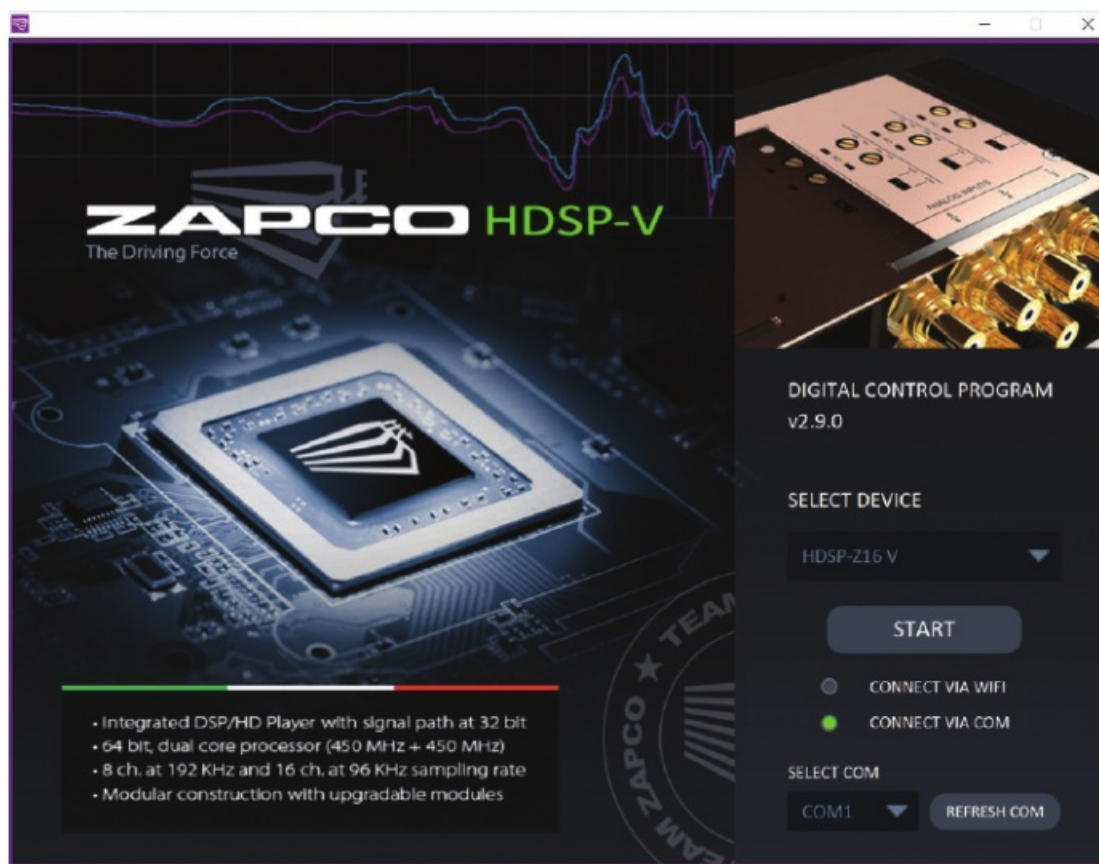 ZAPCO HDSP-V
The Driving Force
ANALOG INPUTS
DIGITAL CONTROL PROGRAM
v2.9.0
SELECT DEVICE
HDSP-Z16 V
START
CONNECT VIA WIFI
CONNECT VIA COM
SELECT COM
COM1
REFRESH COM
• Integrated DSP/HD Player with signal path at 32 bit
• 64 bit, dual core processor (450 MHz + 450 MHz)
• 8 ch. at 192 KHz and 16 ch. at 96 KHz sampling rate
• Modular construction with upgradable modules
TEAM ZAPCO ★ TEAM